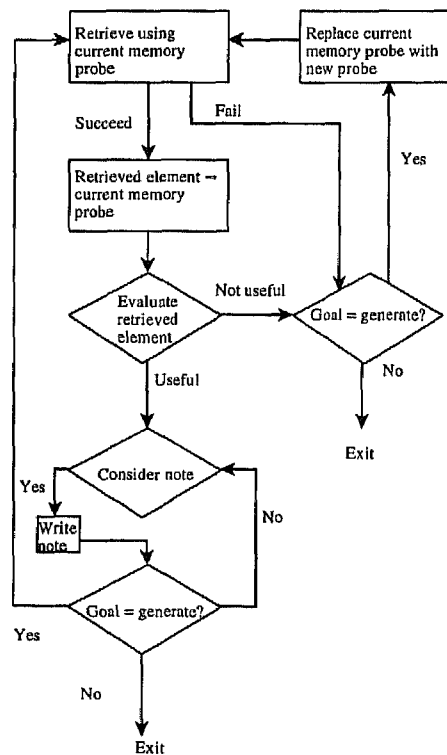 Retrieve using
current memory
probe
Replace current
memory probe with
new probe
Succeed
Fail
Yes
Retrieved element →
current memory
probe
Evaluate
retrieved
element
Not useful
Goal = generate?
Useful
No
Exit
Consider note
Yes
No
Write
note
Goal = generate?
Yes
No
Exit